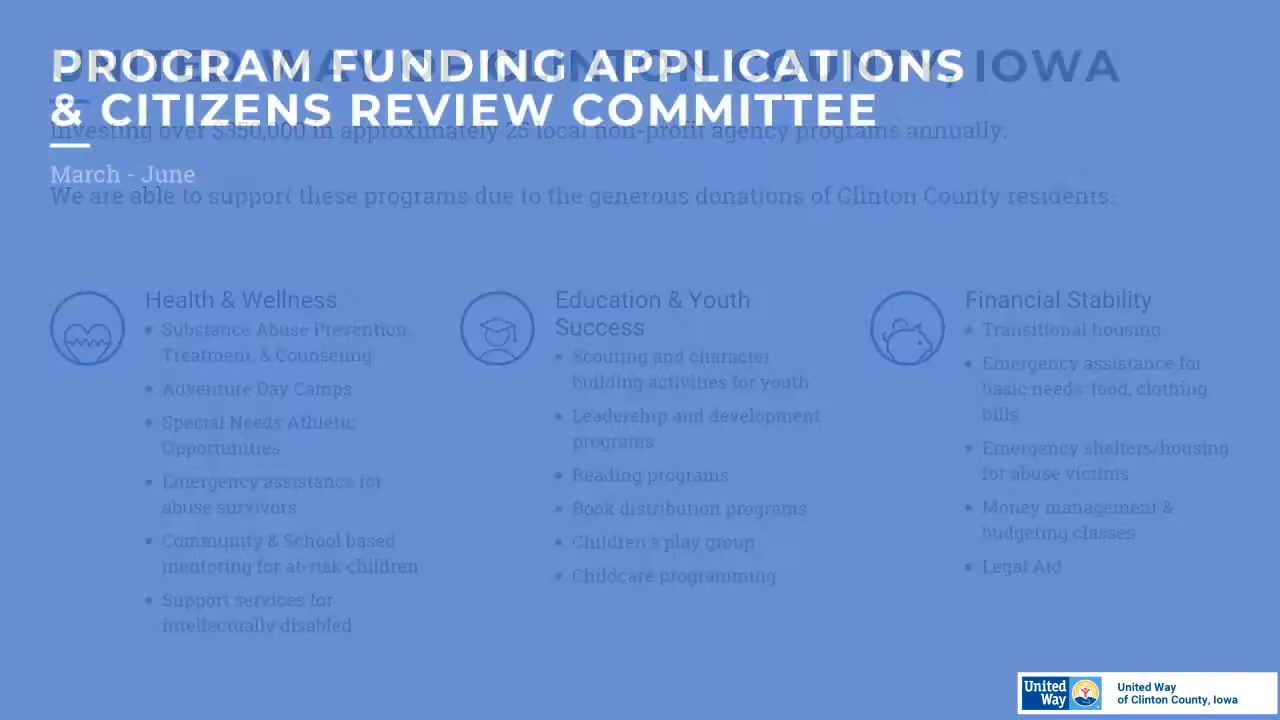 PROGRAM FUNDING APPLICATIONS
& CITIZENS REVIEW COMMITTEE
March - June
UNITED WAY OF CLINTON COUNTY, IOWA
Investing over $350,000 in approximately 25 local non-profit agency programs annually.
We are able to support these programs due to the generous donations of Clinton County residents.
Health & Wellness
• Substance Abuse Prevention,
Treatment, & Counseling
• Adventure Day Camps
• Special Needs Athletic
Opportunities
• Emergency assistance for
abuse survivors
• Community & School based
mentoring for at-risk children
• Support services for
intellectually disabled
Education & Youth
Success
• Scouting and character
building activities for youth
• Leadership and development
programs
• Reading programs
• Book distribution programs
• Children's play group
• Childcare programming
Financial Stability
• Transitional housing
• Emergency assistance for
basic needs: food, clothing
bills
• Emergency shelters/housing
for abuse victims
• Money management &
budgeting classes
• Legal Aid
United
Way
United Way
of Clinton County, Iowa